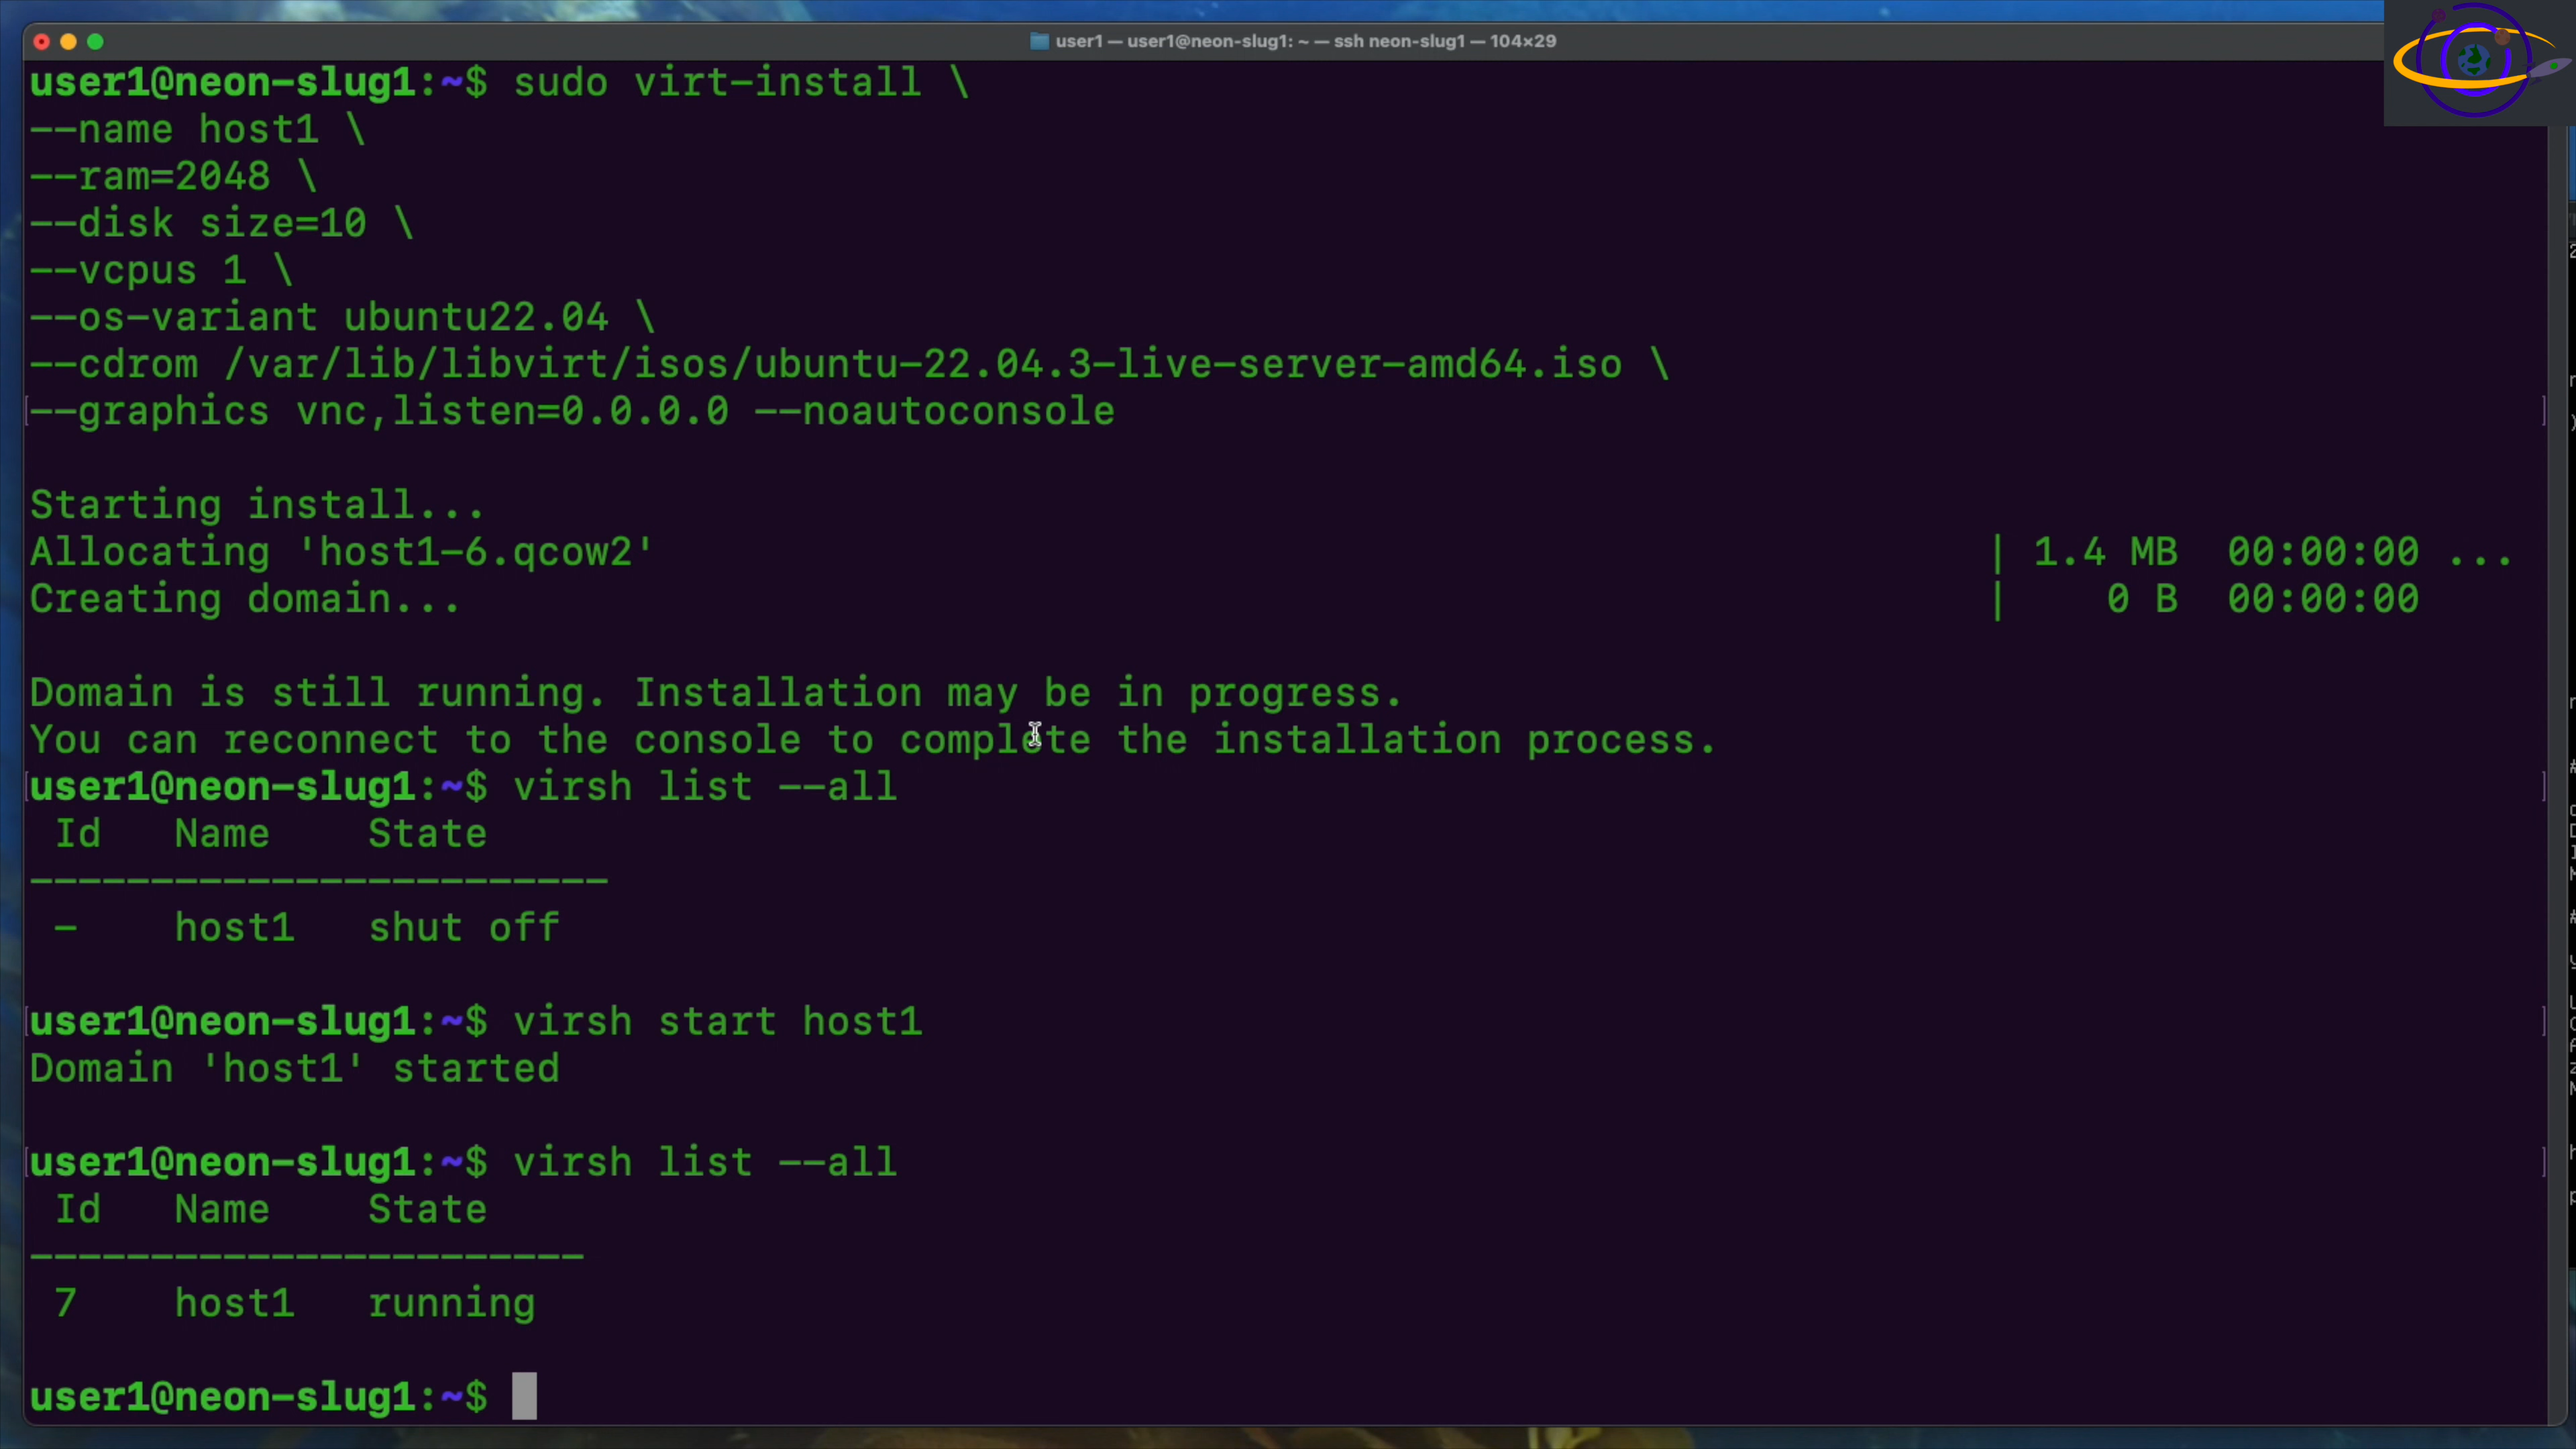 user1 — user1@neon-slug1: ~ — ssh neon-slug1 — 104×29
user1@neon-slug1:~$ sudo virt-install \
--name host1 \
--ram=2048 \
--disk size=10 \
--vcpus 1 \
--os-variant ubuntu22.04 \
--cdrom /var/lib/libvirt/isos/ubuntu-22.04.3-live-server-amd64.iso \
--graphics vnc,listen=0.0.0.0 --noautoconsole
Starting install...
Allocating 'host1-6.qcow2' | 1.4 MB 00:00:00 ...
Creating domain... | 0 B 00:00:00
Domain is still running. Installation may be in progress.
You can reconnect to the console to complete the installation process.
user1@neon-slug1:~$ virsh list --all
Id Name State
------------------------
- host1 shut off
user1@neon-slug1:~$ virsh start host1
Domain 'host1' started
user1@neon-slug1:~$ virsh list --all
Id Name State
-----------------------
7 host1 running
user1@neon-slug1:~$